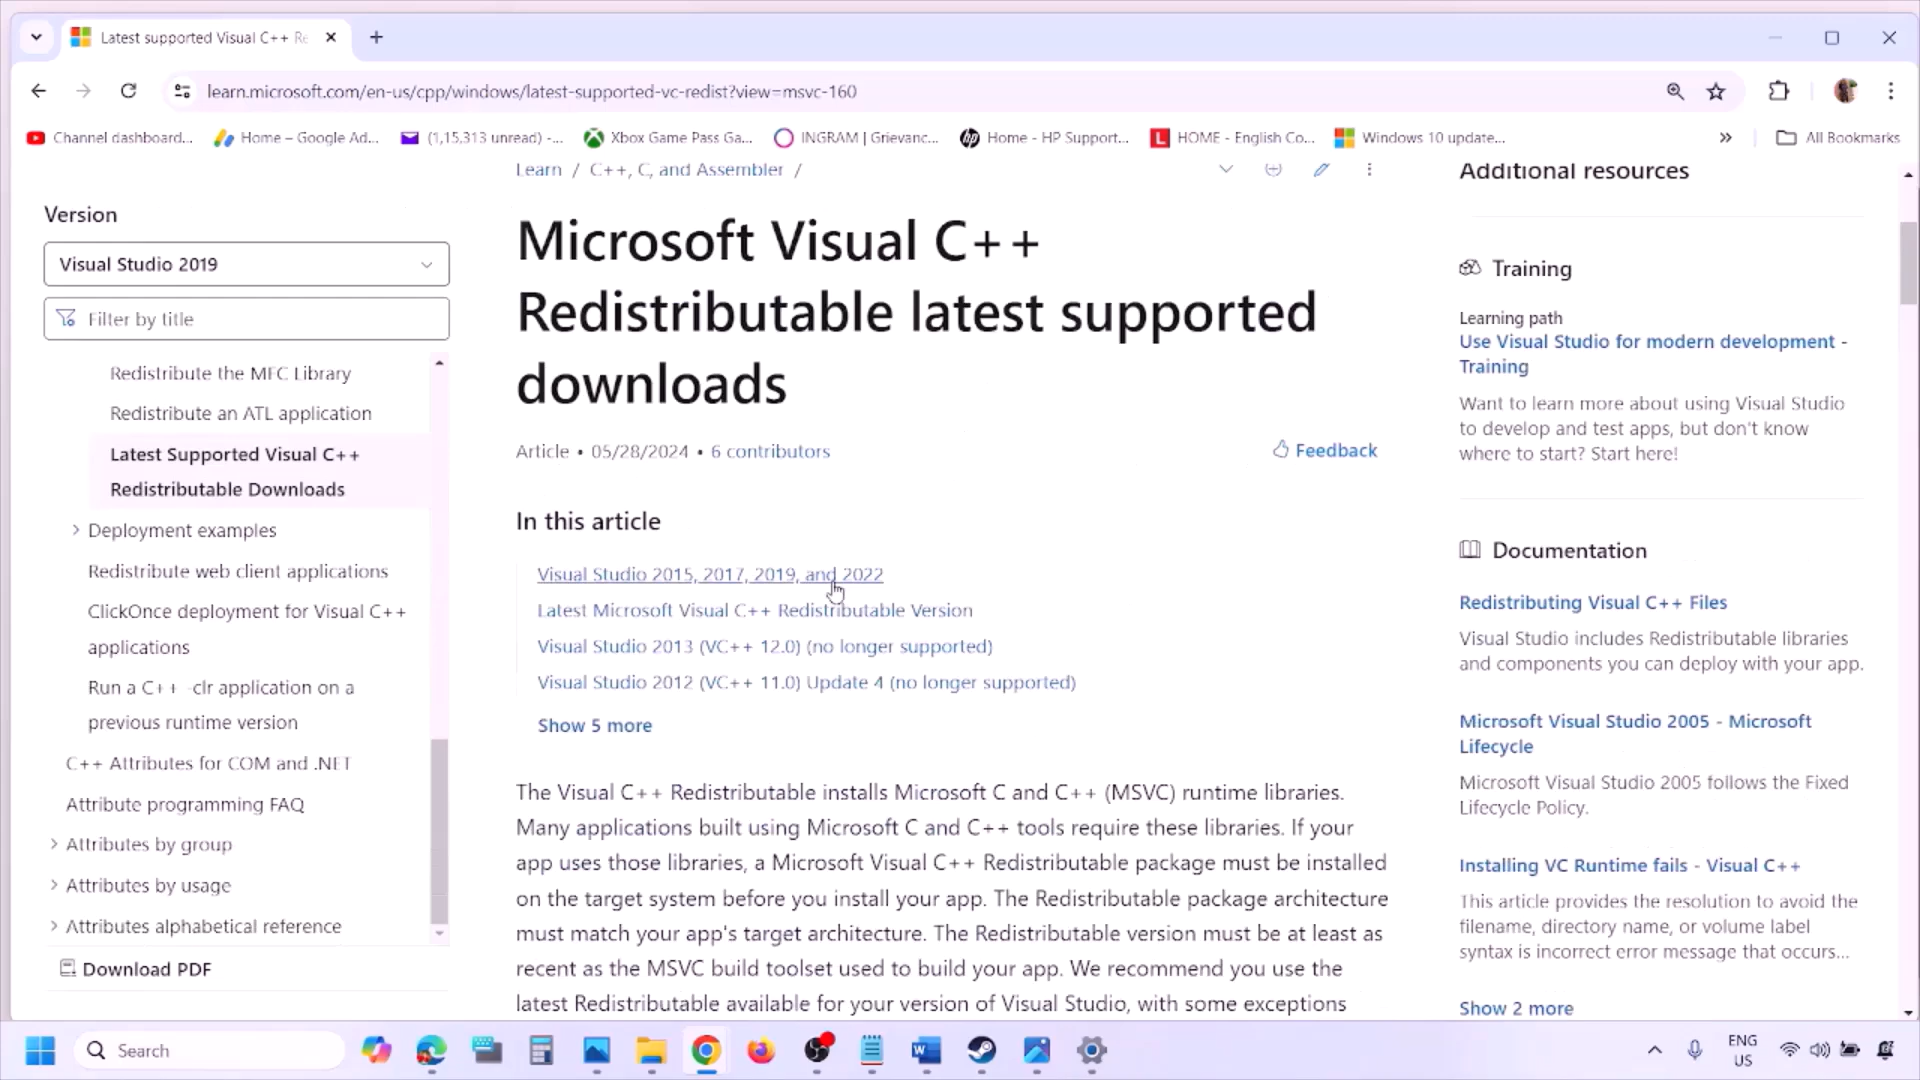 Latest supported Visual C++ Re
learn.microsoft.com/en-us/cpp/windows/latest-supported-vc-redist?view=msvc-160
Channel dashboard...
Home – Google Ad...
(1,15,313 unread) -...
Xbox Game Pass Ga...
INGRAM | Grievanc...
Home - HP Support...
HOME - English Co...
Windows 10 update...
»
All Bookmarks
Version
Visual Studio 2019
Filter by title
Redistribute the MFC Library
Redistribute an ATL application
Latest Supported Visual C++
Redistributable Downloads
Deployment examples
Redistribute web client applications
ClickOnce deployment for Visual C++
applications
Run a C++ -clr application on a
previous runtime version
C++ Attributes for COM and .NET
Attribute programming FAQ
Attributes by group
Attributes by usage
Attributes alphabetical reference
Download PDF
Learn / C++, C, and Assembler /
Microsoft Visual C++
Redistributable latest supported
downloads
Article • 05/28/2024 • 6 contributors
Feedback
In this article
Visual Studio 2015, 2017, 2019, and 2022
Latest Microsoft Visual C++ Redistributable Version
Visual Studio 2013 (VC++ 12.0) (no longer supported)
Visual Studio 2012 (VC++ 11.0) Update 4 (no longer supported)
Show 5 more
The Visual C++ Redistributable installs Microsoft C and C++ (MSVC) runtime libraries.
Many applications built using Microsoft C and C++ tools require these libraries. If your
app uses those libraries, a Microsoft Visual C++ Redistributable package must be installed
on the target system before you install your app. The Redistributable package architecture
must match your app's target architecture. The Redistributable version must be at least as
recent as the MSVC build toolset used to build your app. We recommend you use the
latest Redistributable available for your version of Visual Studio, with some exceptions
Additional resources
Training
Learning path
Use Visual Studio for modern development -
Training
Want to learn more about using Visual Studio
to develop and test apps, but don't know
where to start? Start here!
Documentation
Redistributing Visual C++ Files
Visual Studio includes Redistributable libraries
and components you can deploy with your app.
Microsoft Visual Studio 2005 - Microsoft
Lifecycle
Microsoft Visual Studio 2005 follows the Fixed
Lifecycle Policy.
Installing VC Runtime fails - Visual C++
This article provides the resolution to avoid the
filename, directory name, or volume label
syntax is incorrect error message that occurs...
Show 2 more
Search
ENG
US